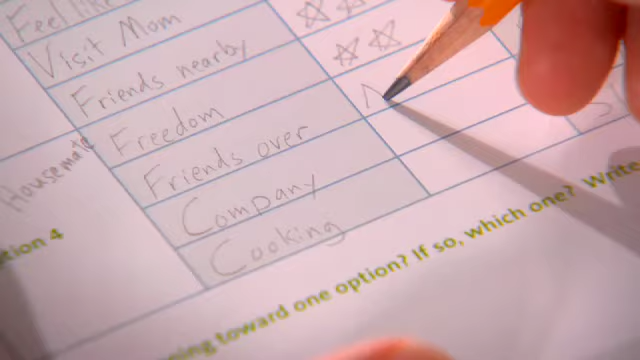 Feel like
Visit Mom
Friends nearby
Freedom
Friends over
Company
Cooking
Housemate
tion 4
ning toward one option? If so, which one? Write